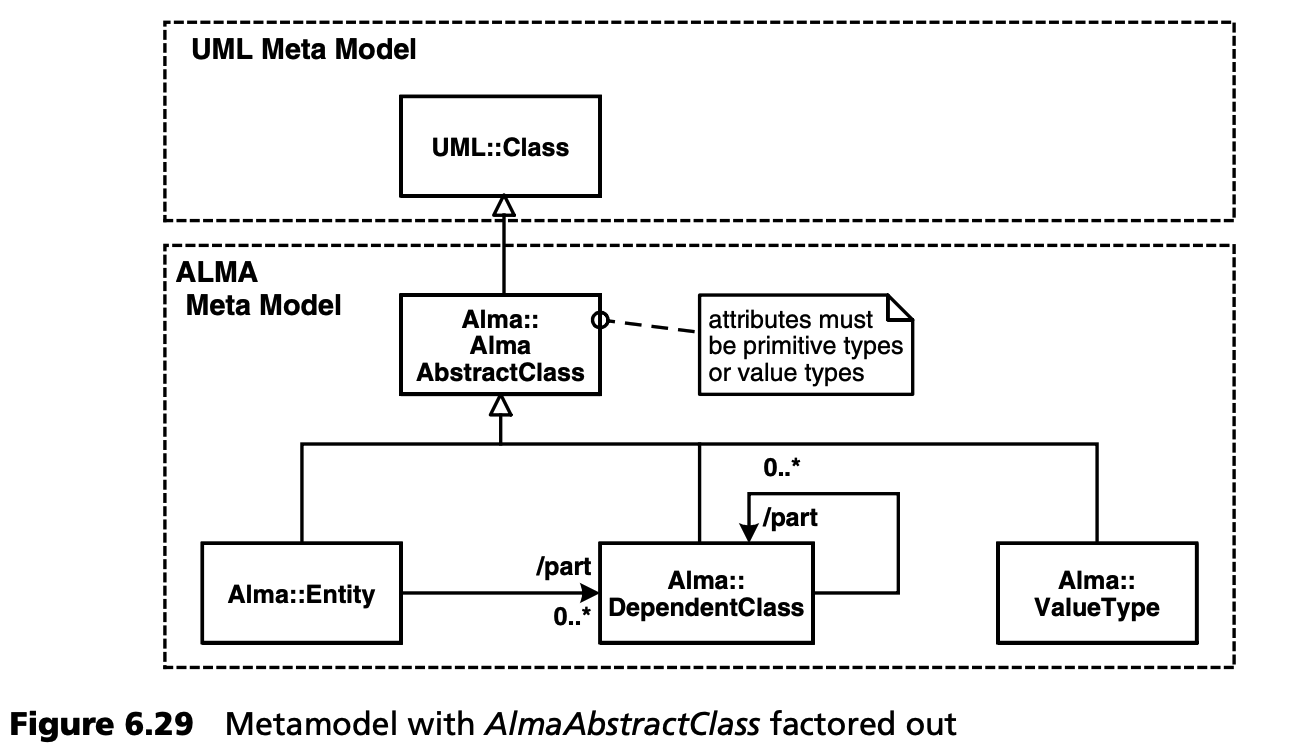 UML Meta Model
UML::Class
ALMA
Meta Model
Alma::
Alma
AbstractClass
attributes must
be primitive types
or value types
0..*
/part
Alma::Entity
/part
0..*
Alma::
DependentClass
Alma::
ValueType
Figure 6.29 Metamodel with AlmaAbstractClass factored out